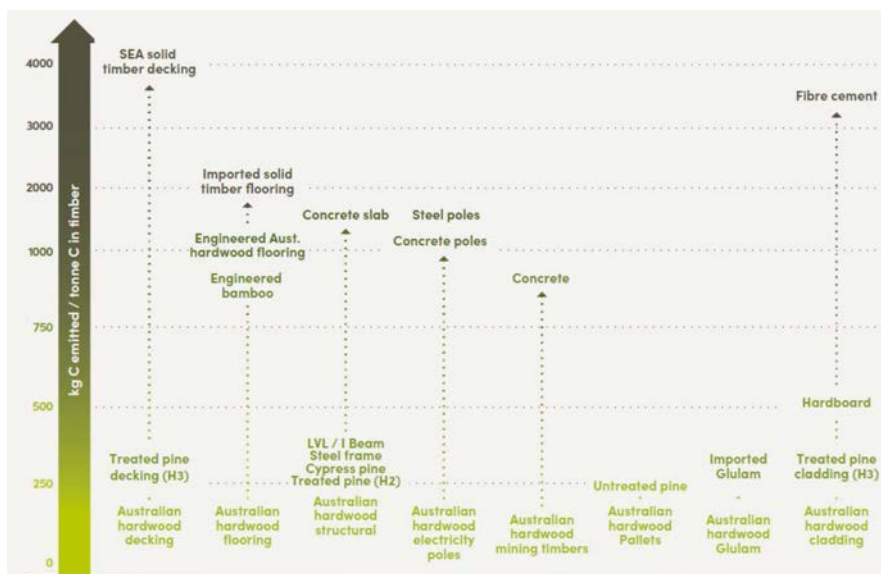 kg C emitted / tonne C in timber
4000
3000
2000
1000
750
500
250
0
SEA solid
timber decking
Treated pine
decking (H3)
Australian
hardwood
decking
Imported solid
timber flooring
Engineered Aust.
hardwood flooring
Engineered
bamboo
Australian
hardwood
flooring
Concrete slab
LVL / I Beam
Steel frame
Cypress pine
Treated pine (H2)
Australian
hardwood
structural
Steel poles
Concrete poles
Australian
hardwood
electricity
poles
Concrete
Australian
hardwood
mining timbers
Untreated pine
Australian
hardwood
Pallets
Imported
Glulam
Australian
hardwood
Glulam
Fibre cement
Hardboard
Treated pine
cladding (H3)
Australian
hardwood
cladding